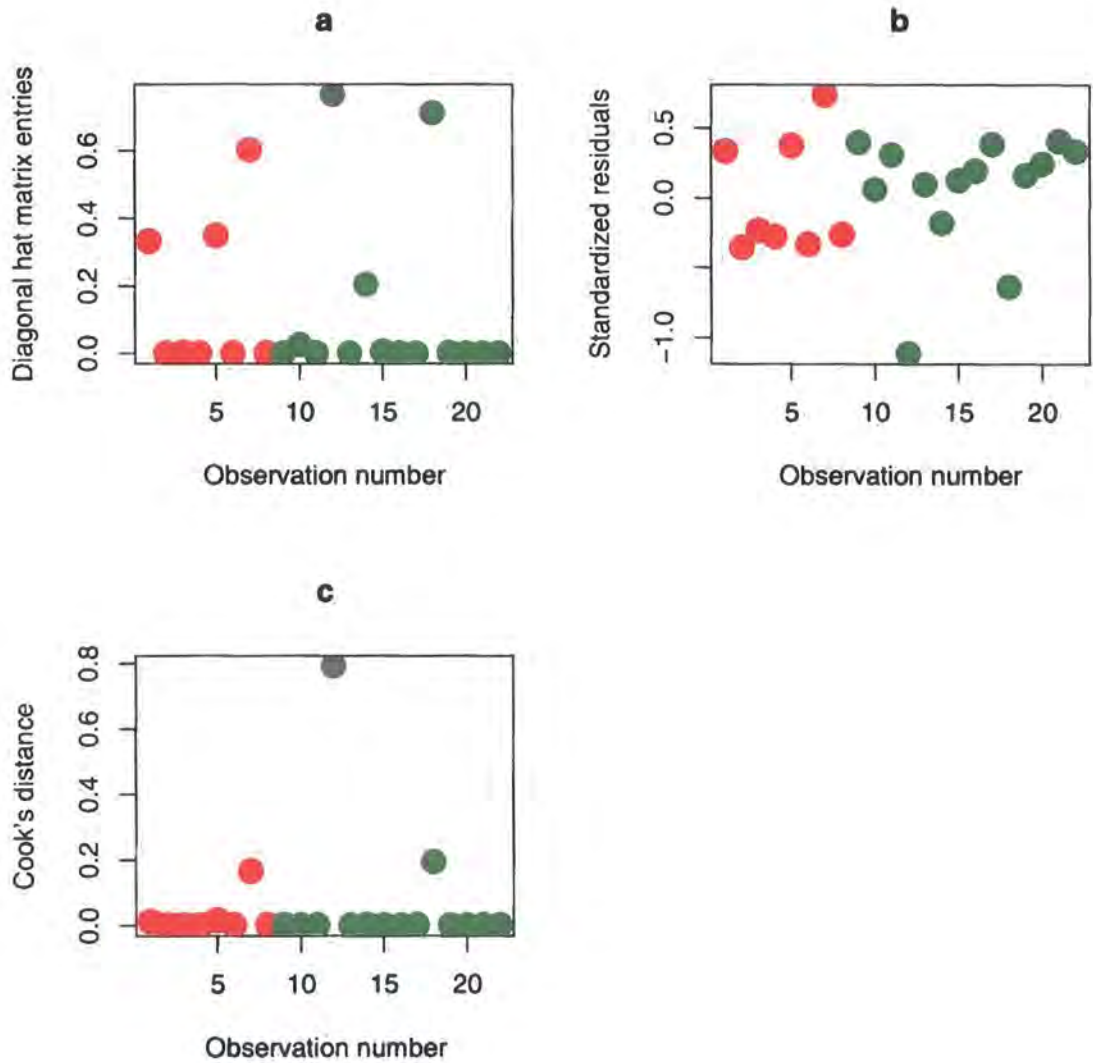 a
Diagonal hat matrix entries
0.6
0.4
0.2
0.0
5 10 15 20
Observation number
b
Standardized residuals
0.5
0.0
−1.0
5 10 15 20
Observation number
c
Cook's distance
0.8
0.6
0.4
0.2
0.0
5 10 15 20
Observation number